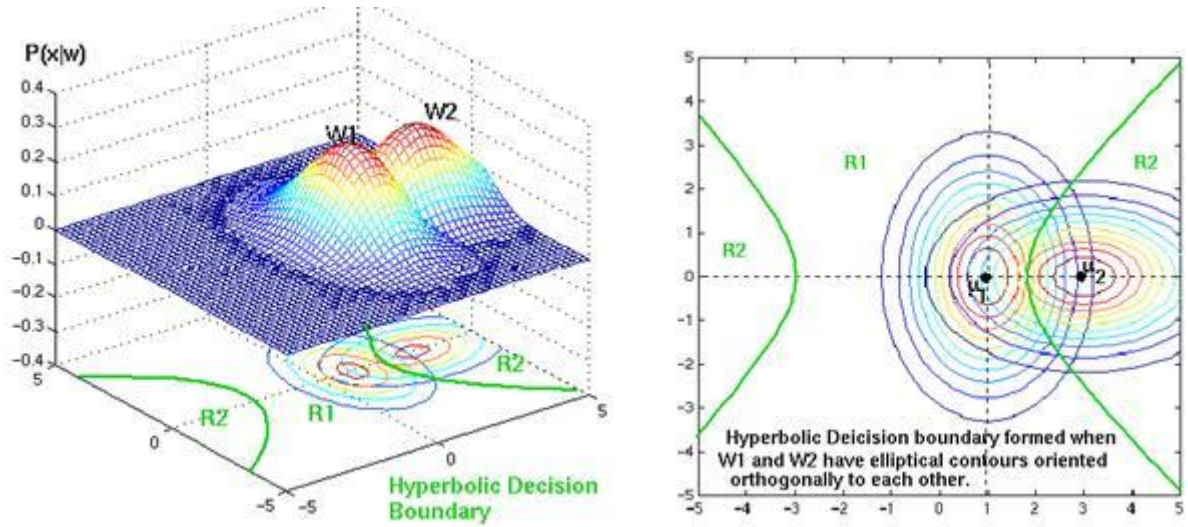 P(x|w)
0.4
0.3
0.2
0.1
0
−0.1
−0.2
−0.3
−0.4
W1
W2
5
0
−5
−5
0
5
R2
R1
R2
Hyperbolic Decision
Boundary
5
4
3
2
1
0
−1
−2
−3
−4
−5
R1
R2
R2
μ1
μ2
Hyperbolic Deicision boundary formed when
W1 and W2 have elliptical contours oriented
orthogonally to each other.
−5 −4 −3 −2 −1 0 1 2 3 4 5